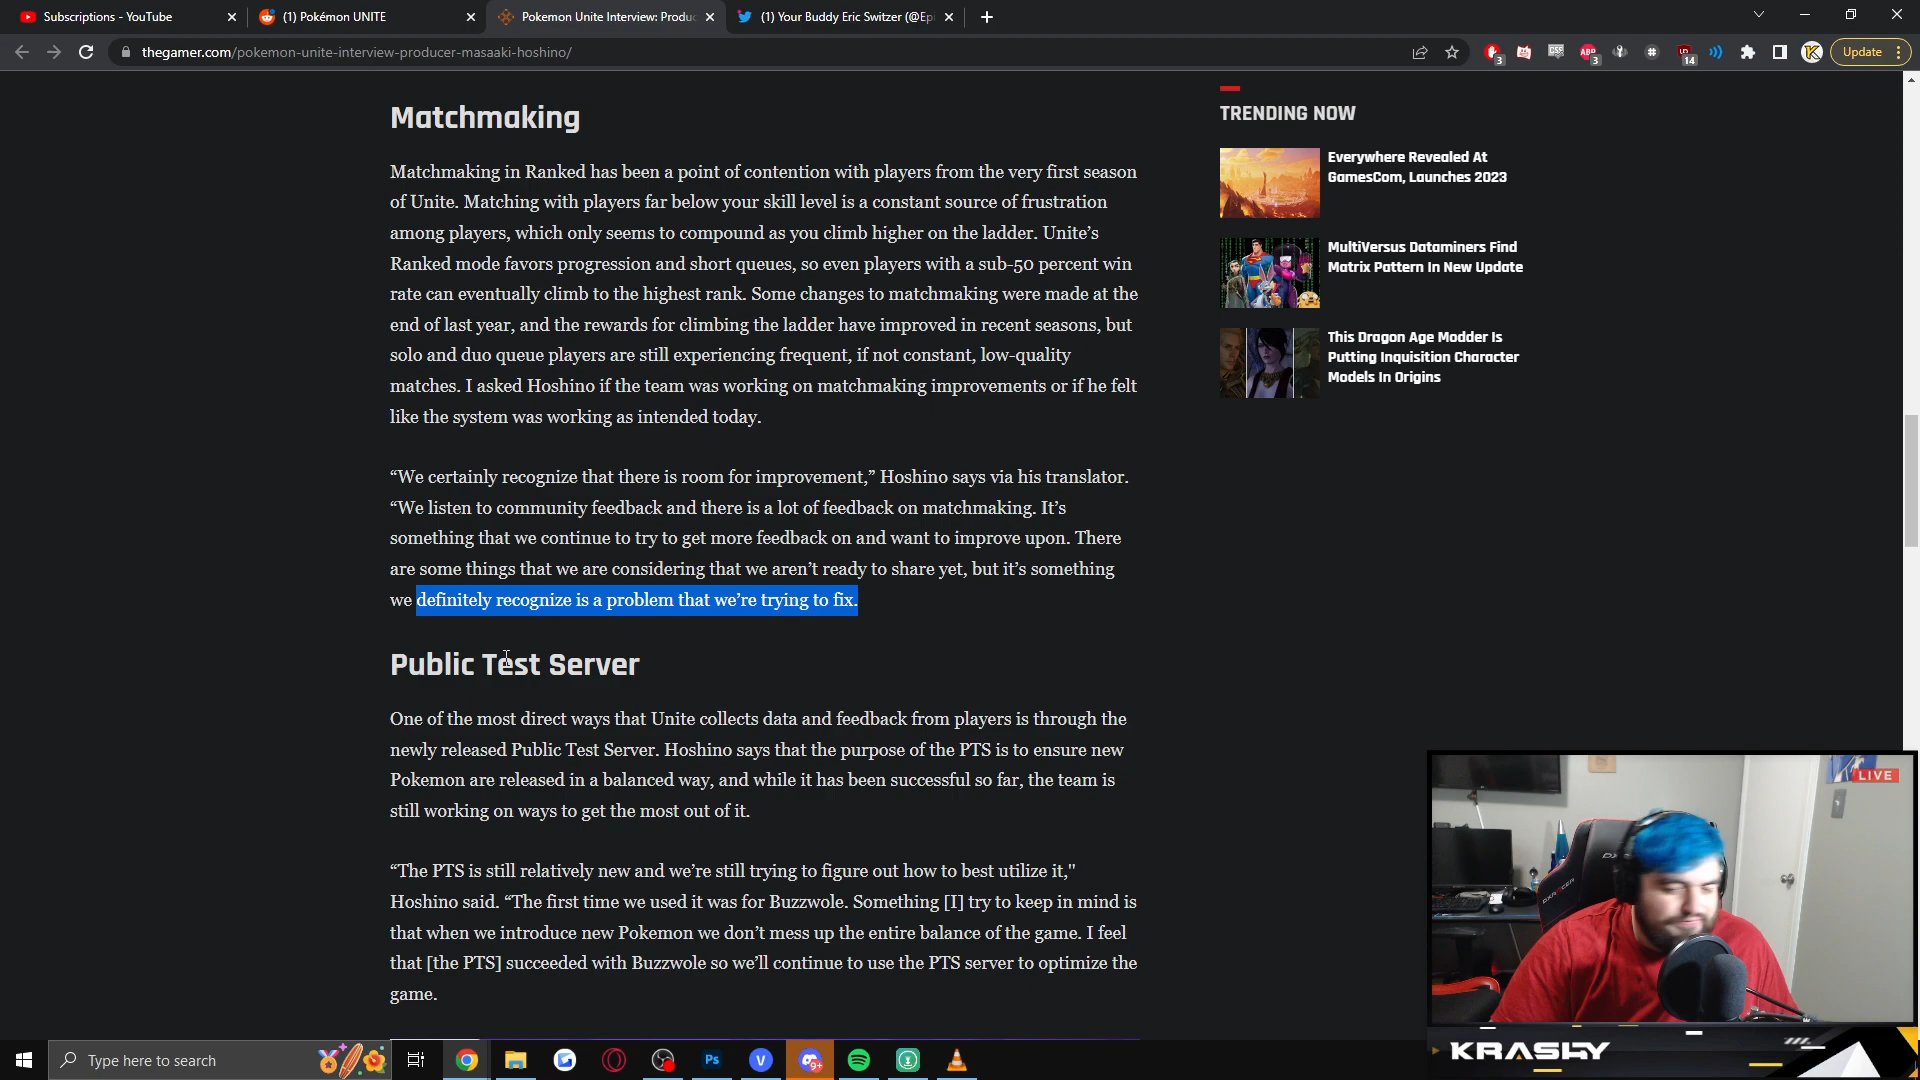 Subscriptions - YouTube
(1) Pokémon UNITE
Pokemon Unite Interview: Produc
(1) Your Buddy Eric Switzer (@Epi
thegamer.com/pokemon-unite-interview-producer-masaaki-hoshino/
3
3
14
Update
Matchmaking
Matchmaking in Ranked has been a point of contention with players from the very first season
of Unite. Matching with players far below your skill level is a constant source of frustration
among players, which only seems to compound as you climb higher on the ladder. Unite's
Ranked mode favors progression and short queues, so even players with a sub-50 percent win
rate can eventually climb to the highest rank. Some changes to matchmaking were made at the
end of last year, and the rewards for climbing the ladder have improved in recent seasons, but
solo and duo queue players are still experiencing frequent, if not constant, low-quality
matches. I asked Hoshino if the team was working on matchmaking improvements or if he felt
like the system was working as intended today.
“We certainly recognize that there is room for improvement,” Hoshino says via his translator.
“We listen to community feedback and there is a lot of feedback on matchmaking. It’s
something that we continue to try to get more feedback on and want to improve upon. There
are some things that we are considering that we aren’t ready to share yet, but it’s something
we definitely recognize is a problem that we’re trying to fix.
Public Test Server
One of the most direct ways that Unite collects data and feedback from players is through the
newly released Public Test Server. Hoshino says that the purpose of the PTS is to ensure new
Pokemon are released in a balanced way, and while it has been successful so far, the team is
still working on ways to get the most out of it.
“The PTS is still relatively new and we’re still trying to figure out how to best utilize it,"
Hoshino said. “The first time we used it was for Buzzwole. Something [I] try to keep in mind is
that when we introduce new Pokemon we don’t mess up the entire balance of the game. I feel
that [the PTS] succeeded with Buzzwole so we’ll continue to use the PTS server to optimize the
game.
TRENDING NOW
Everywhere Revealed At
GamesCom, Launches 2023
MultiVersus Dataminers Find
Matrix Pattern In New Update
This Dragon Age Modder Is
Putting Inquisition Character
Models In Origins
LIVE
KRASHY
Type here to search
Ps
V
9+